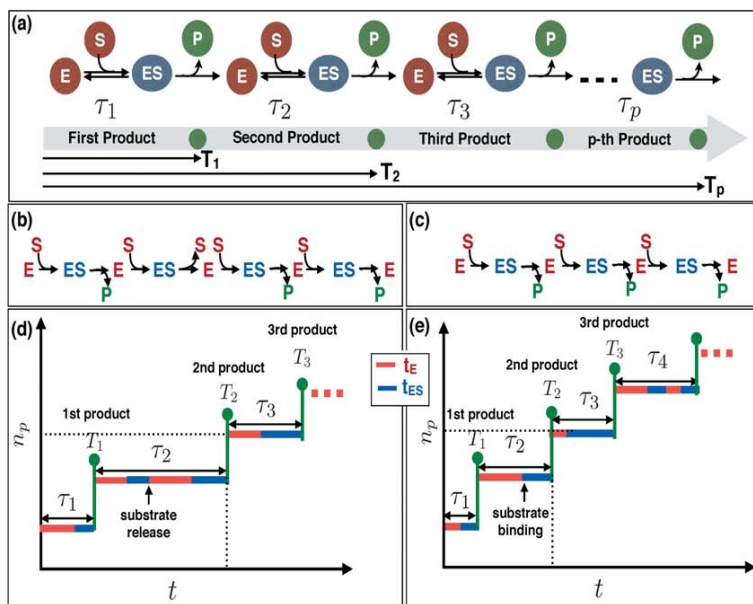 (a)
S P S P S P P
E ES E ES E ES ES
τ1 τ2 τ3 τp
First Product Second Product Third Product p-th Product
T1
T2
Tp
(b)
S S S S S
E ES E ES E ES E ES E
P P P
(c)
S S S
E ES E ES E ES E
P P P
(d)
3rd product
T3
2nd product
T2
τ3
1st product
T1
τ2
τ1
substrate
release
np
t
tE
tES
(e)
3rd product
T3
τ4
2nd product
T2
τ3
1st product
T1
τ2
τ1
substrate
binding
np
t